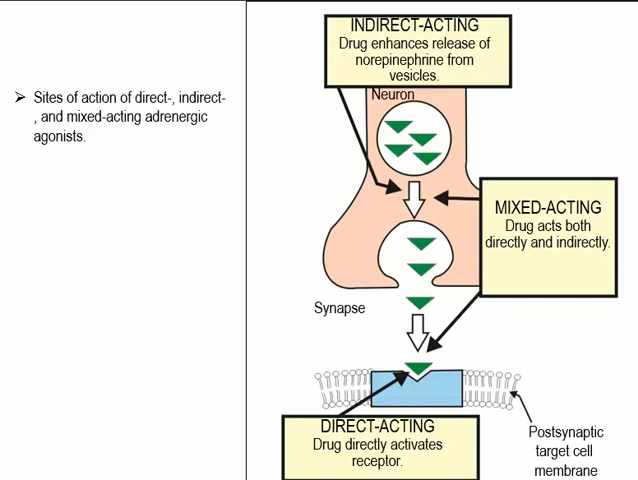 ➢ Sites of action of direct-, indirect-
, and mixed-acting adrenergic
agonists.
INDIRECT-ACTING
Drug enhances release of
norepinephrine from
vesicles.
Neuron
MIXED-ACTING
Drug acts both
directly and indirectly.
Synapse
DIRECT-ACTING
Drug directly activates
receptor.
Postsynaptic
target cell
membrane